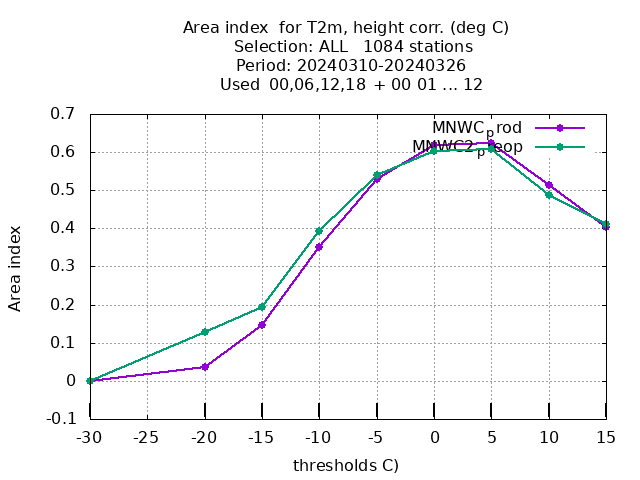 Area index  for T2m, height corr. (deg C)
Selection: ALL   1084 stations
Period: 20240310-20240326
Used  00,06,12,18  + 00 01 ... 12
MNWC_prod
MNWC2_preop
0.7
0.6
0.5
0.4
0.3
0.2
0.1
0
-0.1
Area index
-30 -25 -20 -15 -10 -5 0 5 10 15
thresholds C)